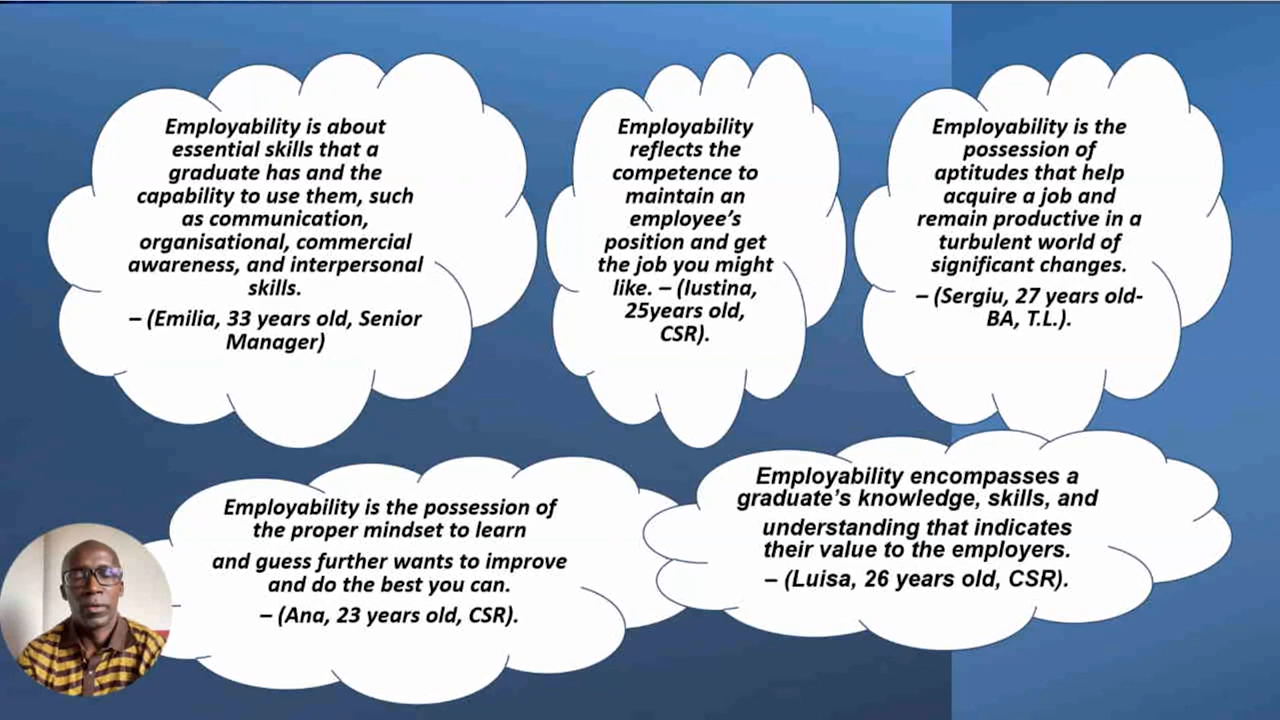 Employability is about
essential skills that a
graduate has and the
capability to use them, such
as communication,
organisational, commercial
awareness, and interpersonal
skills.
– (Emilia, 33 years old, Senior
Manager)
Employability
reflects the
competence to
maintain an
employee’s
position and get
the job you might
like. – (Iustina,
25years old,
CSR).
Employability is the
possession of
aptitudes that help
acquire a job and
remain productive in a
turbulent world of
significant changes.
– (Sergiu, 27 years old-
BA, T.L.).
Employability is the possession of
the proper mindset to learn
and guess further wants to improve
and do the best you can.
– (Ana, 23 years old, CSR).
Employability encompasses a
graduate’s knowledge, skills, and
understanding that indicates
their value to the employers.
– (Luisa, 26 years old, CSR).